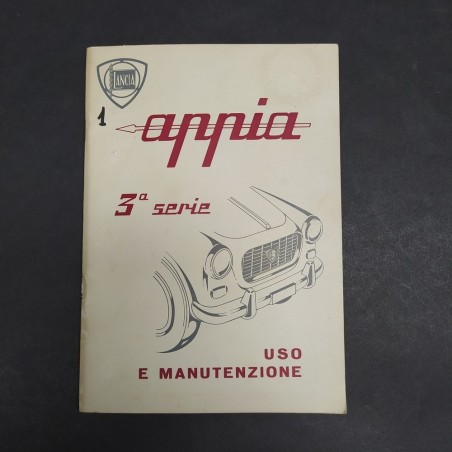 LANCIA
1
appia
3ª serie
USO
E MANUTENZIONE